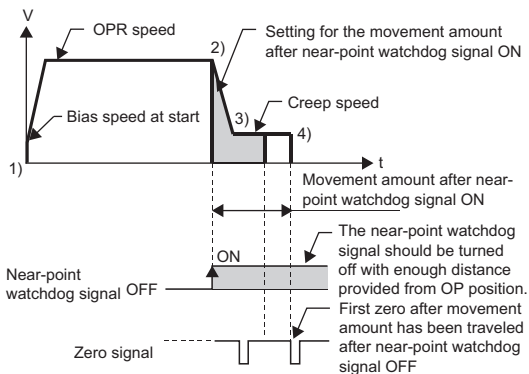 V
OPR speed
2)
Setting for the movement amount
after near-point watchdog signal ON
Bias speed at start
3)
Creep speed
4)
1)
t
Movement amount after near-
point watchdog signal ON
ON
The near-point watchdog
signal should be turned
off with enough distance
provided from OP position.
Near-point
watchdog signal OFF
First zero after movement
amount has been traveled
after near-point watchdog
signal OFF
Zero signal